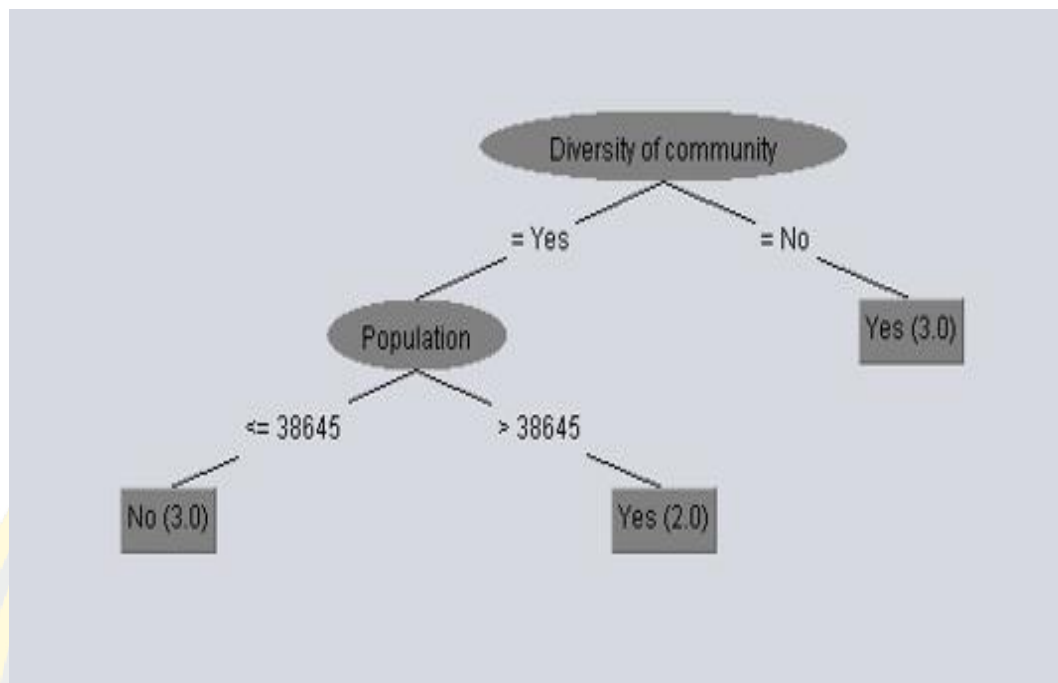 Diversity of community
= Yes
= No
Population
Yes (3.0)
<= 38645
> 38645
No (3.0)
Yes (2.0)